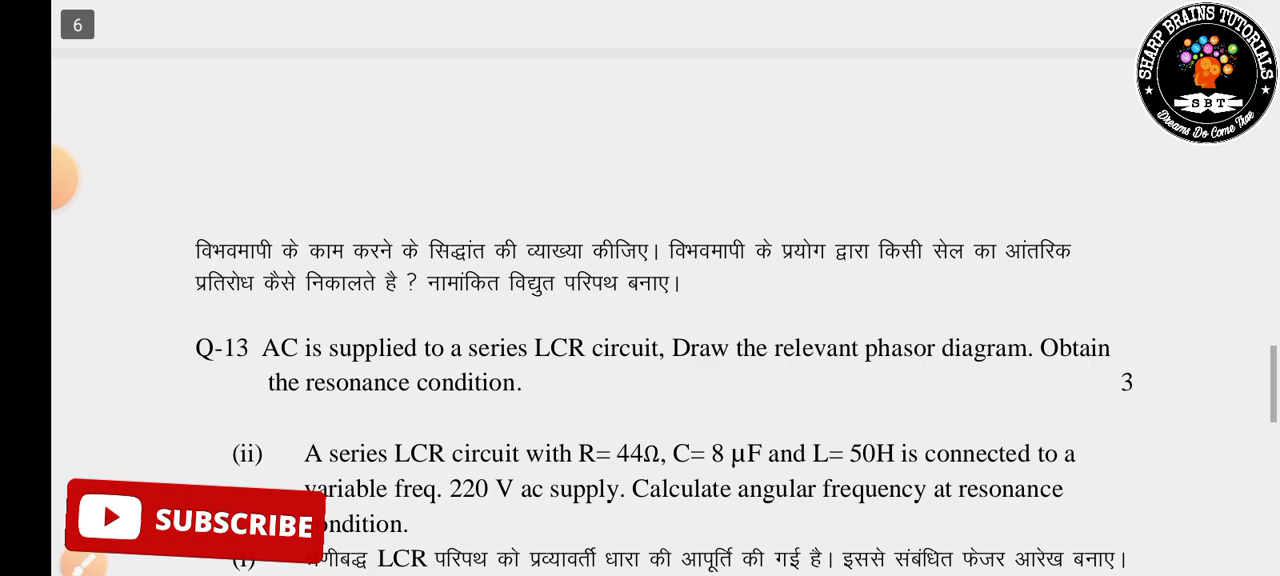 6
SHARP BRAINS TUTORIALS
SBT
Dreams Do Come True
विभवमापी के काम करने के सिद्धांत की व्याख्या कीजिए। विभवमापी के प्रयोग द्वारा किसी सेल का आंतरिक
प्रतिरोध कैसे निकालते है ? नामांकित विद्युत परिपथ बनाए।
Q-13 AC is supplied to a series LCR circuit, Draw the relevant phasor diagram. Obtain
the resonance condition. 3
(ii) A series LCR circuit with R= 44Ω, C= 8 µF and L= 50H is connected to a
variable freq. 220 V ac supply. Calculate angular frequency at resonance
SUBSCRIBE
(i) LCR परिपथ को प्रव्यावर्ती धारा की आपूर्ति की गई है। इससे संबंधित फेजर आरेख बनाए।